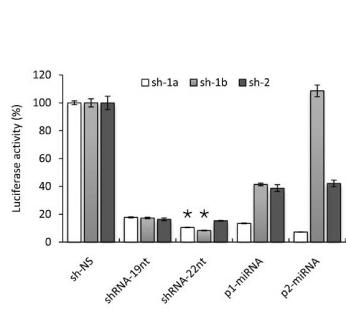 120
100
80
60
40
20
0
Luciferase activity (%)
sh-1a sh-1b sh-2
* *
sh-NS
shRNA-19nt
shRNA-22nt
p1-miRNA
p2-miRNA